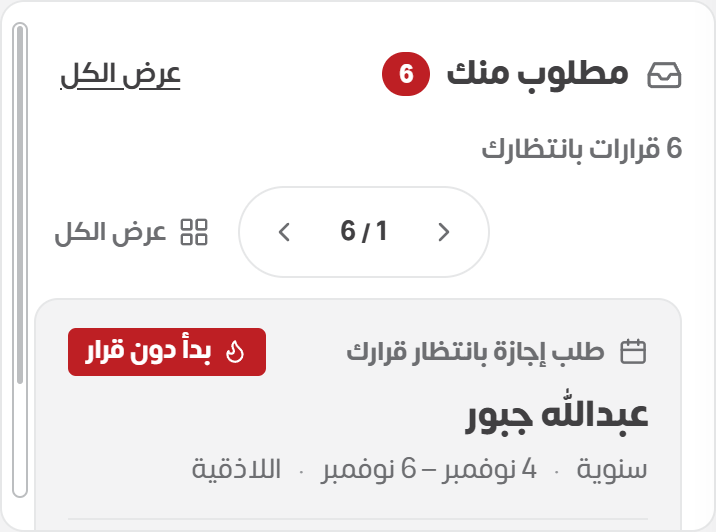 مطلوب منك 6 عرض الكل
6 قرارات بانتظارك
1 / 6 عرض الكل
طلب إجازة بانتظار قرارك بدأ دون قرار
عبدالله جبور
سنوية · 4 نوفمبر – 6 نوفمبر · اللاذقية